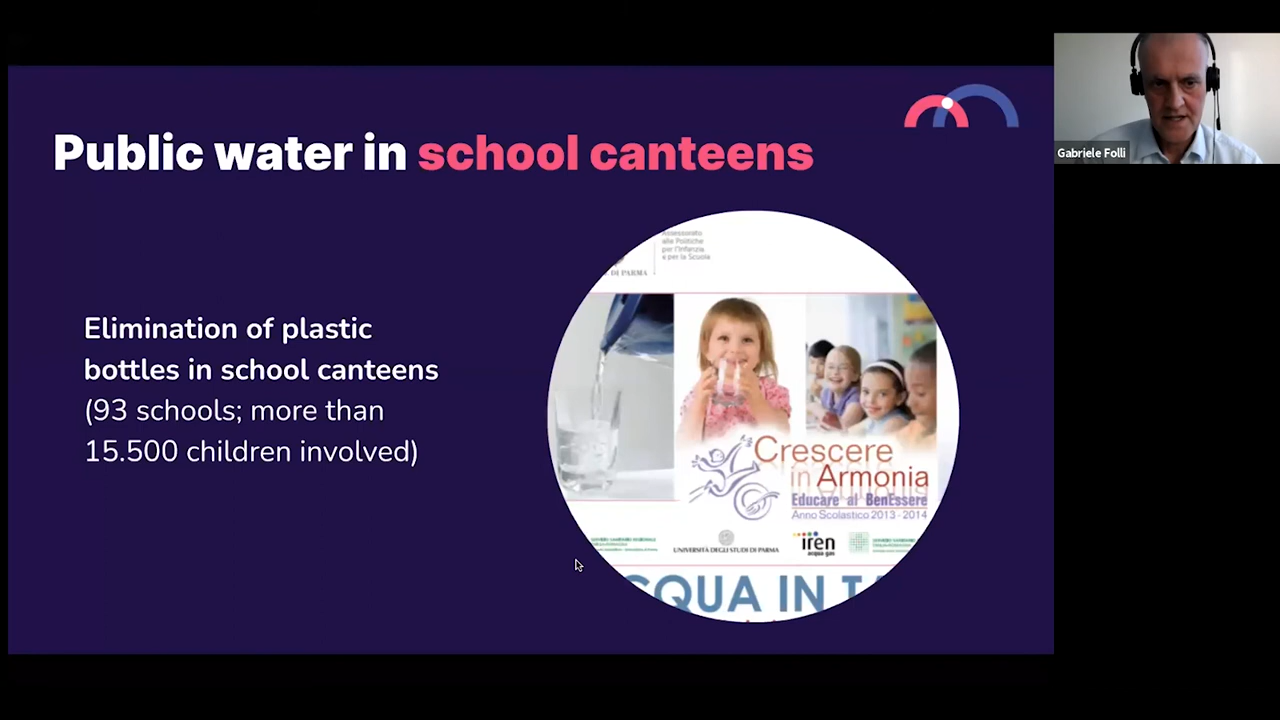 Public water in school canteens
Gabriele Folli
Elimination of plastic
bottles in school canteens
(93 schools; more than
15.500 children involved)
Assessorato
alle Politiche
per l'Infanzia
e per la Scuola
DI PARMA
Crescere
in Armonia
Educare al BenEssere
Anno Scolastico 2013 - 2014
UNIVERSITÀ DEGLI STUDI DI PARMA
iren
acqua gas
CQUA IN T